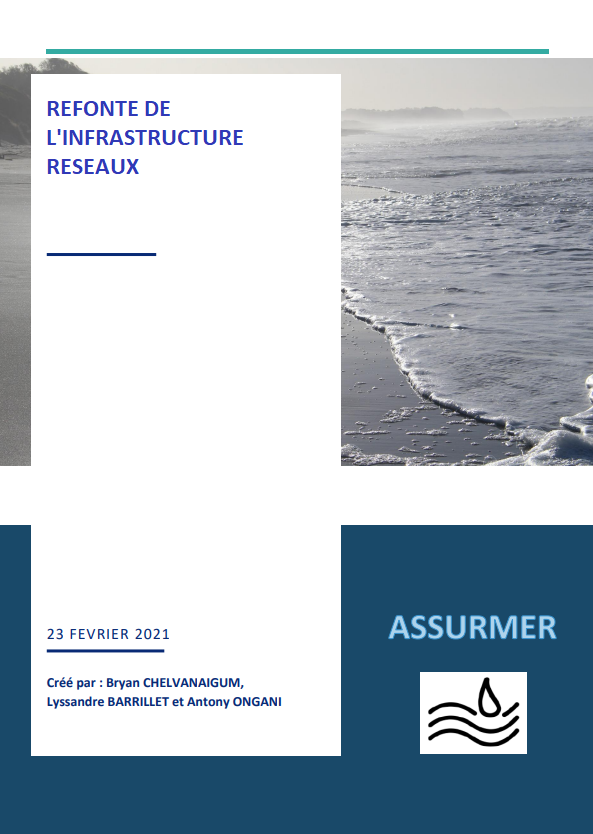 REFONTE DE
L'INFRASTRUCTURE
RESEAUX
23 FEVRIER 2021
Créé par : Bryan CHELVANAIGUM,
Lyssandre BARRILLET et Antony ONGANI
ASSURMER